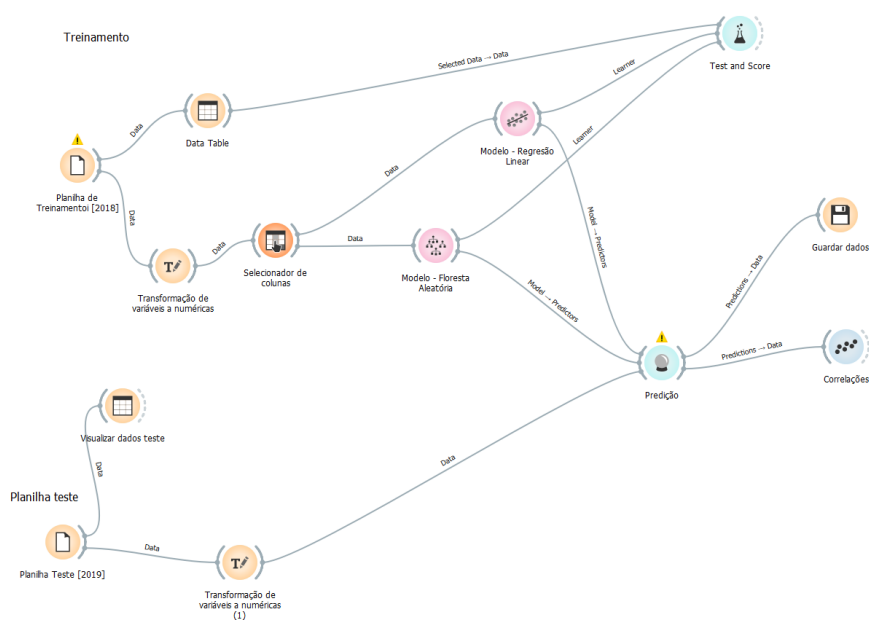 Treinamento
Selected Data → Data
Test and Score
Learner
Data
Data Table
Learner
Modelo - Regressão
Linear
Data
Planilha de
Treinamentoi [2018]
Data
Data
Data
Selecionador de
colunas
Modelo - Floresta
Aleatória
Model → Predictors
Guardar dados
Transformação de
variáveis a numéricas
Model → Predictors
Predictions → Data
Predictions → Data
Correlações
Predição
Visualizar dados teste
Data
Data
Planilha teste
Data
Planilha Teste [2019]
Transformação de
variáveis a numéricas
(1)